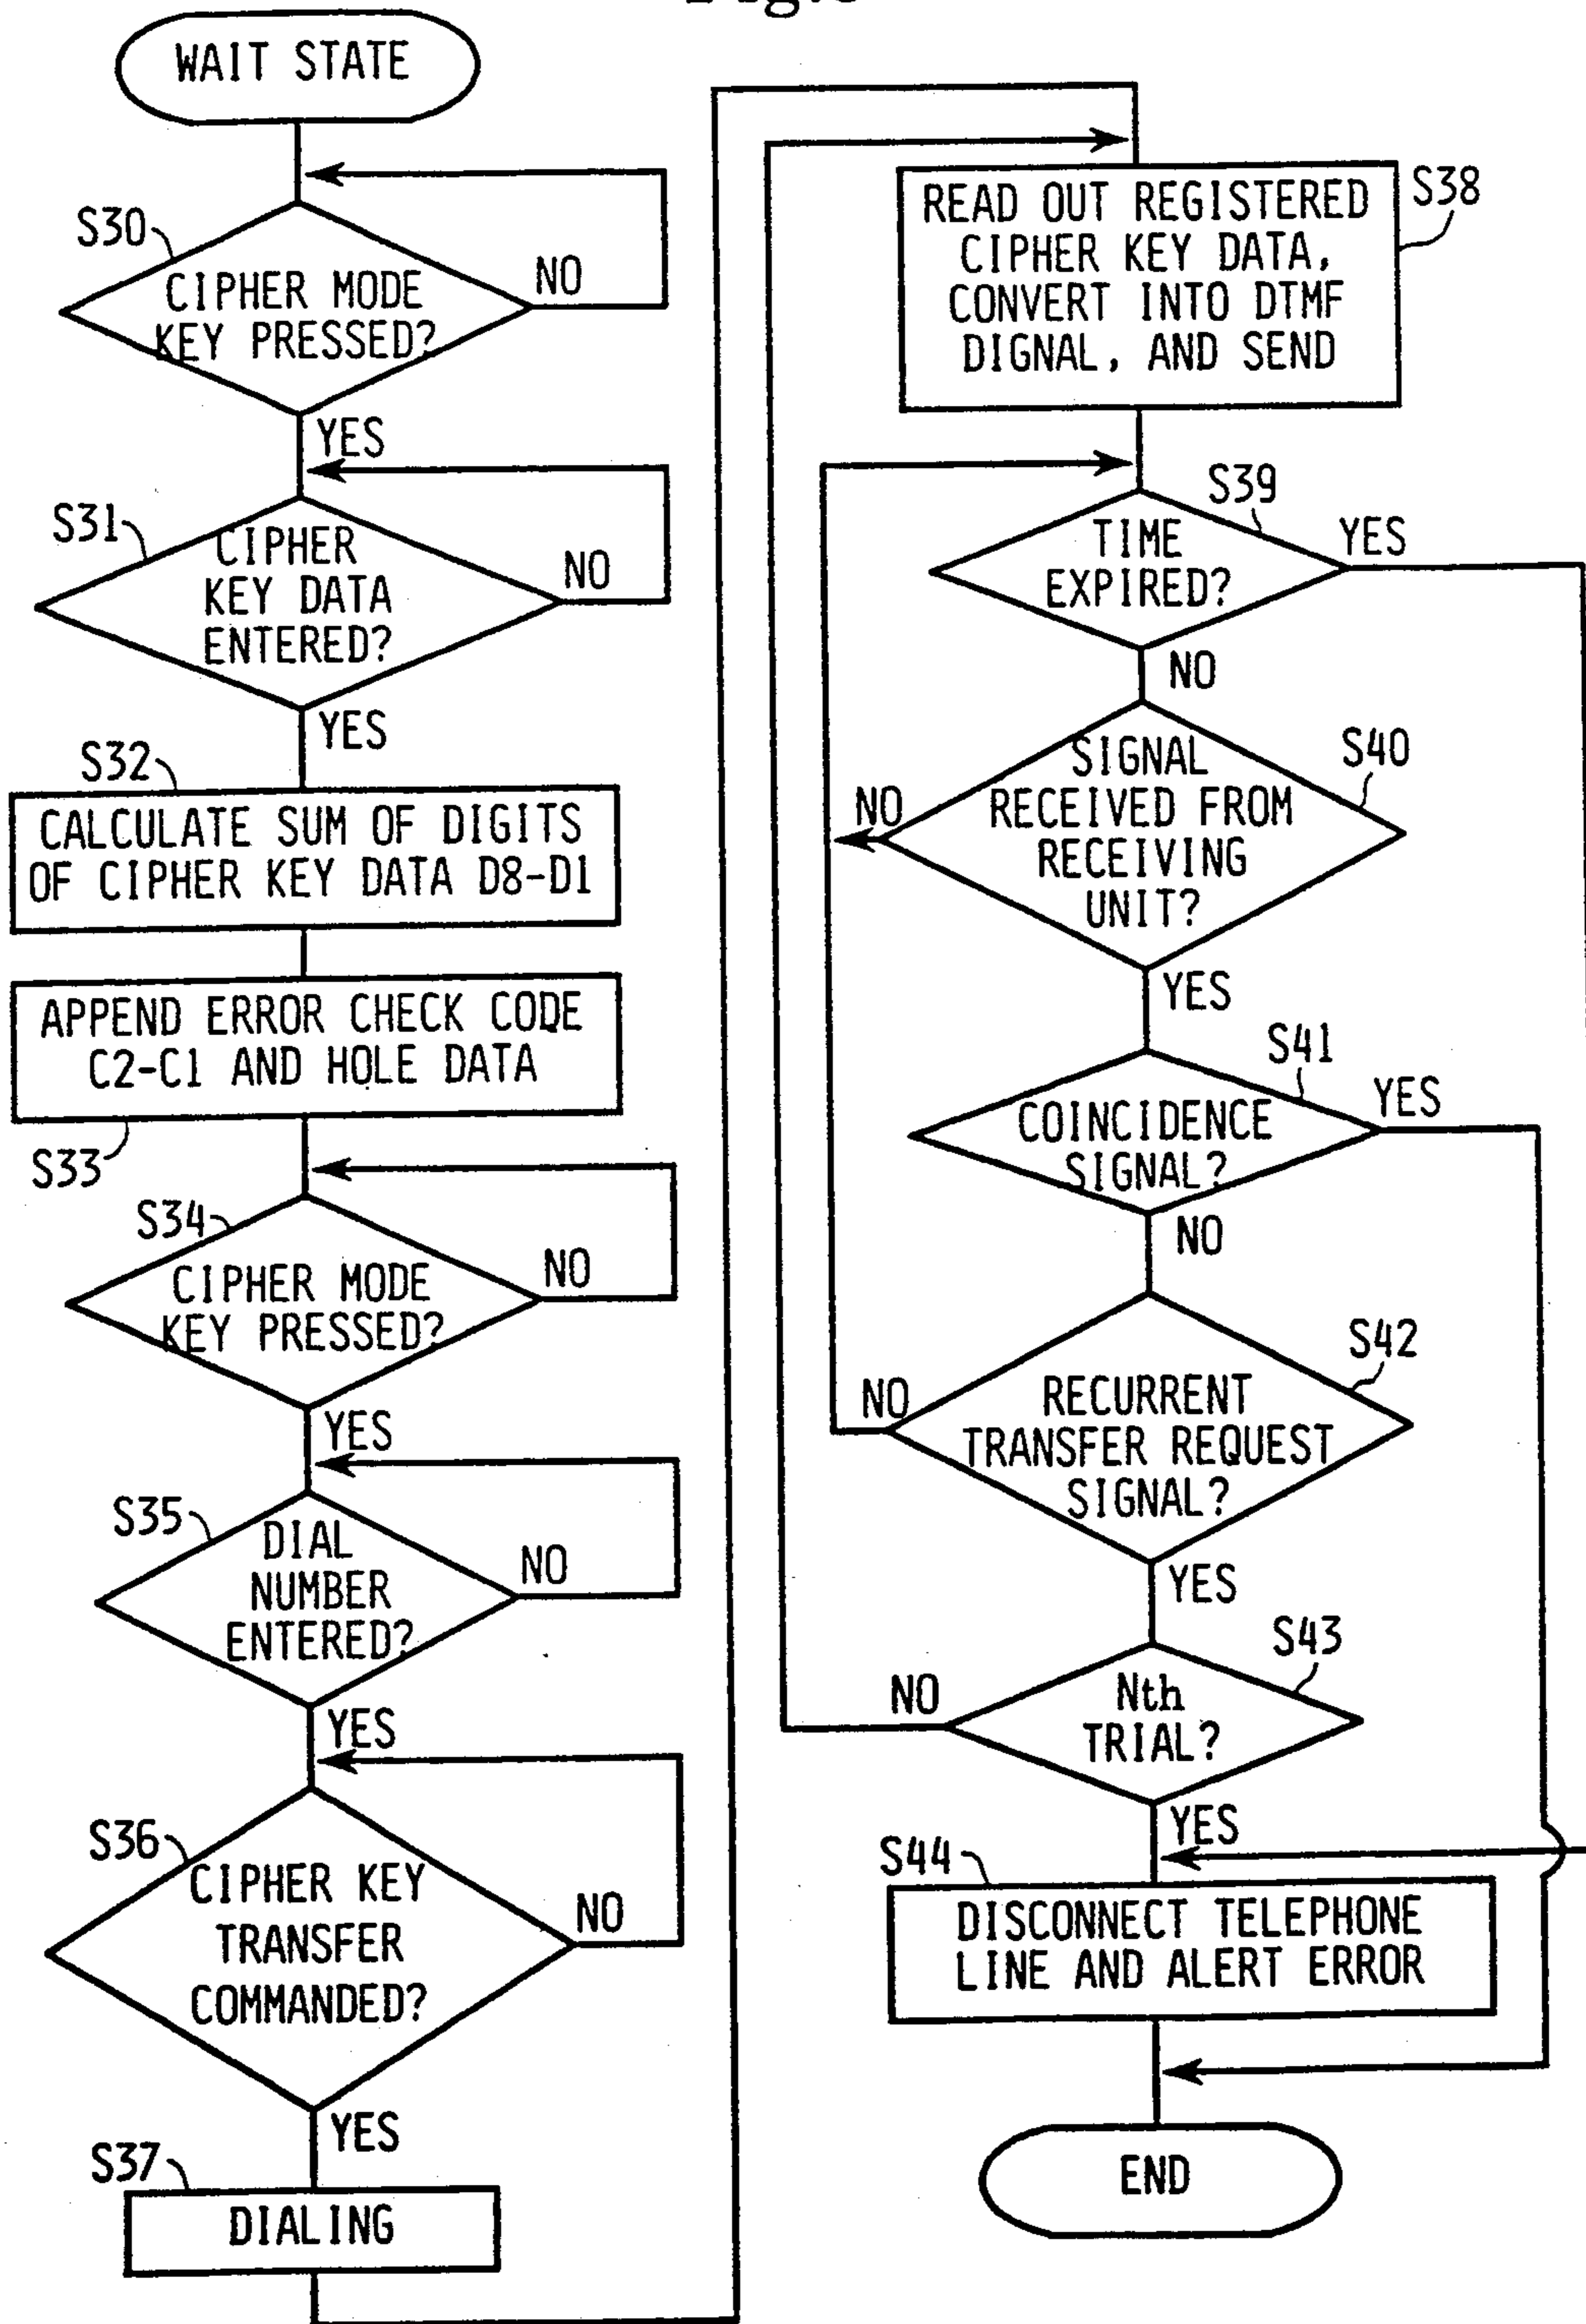 WAIT STATE
S30
CIPHER MODE
KEY PRESSED?
NO
YES
S31
CIPHER
KEY DATA
ENTERED?
NO
YES
S32
CALCULATE SUM OF DIGITS
OF CIPHER KEY DATA D8-D1
APPEND ERROR CHECK CODE
C2-C1 AND HOLE DATA
S33
S34
CIPHER MODE
KEY PRESSED?
NO
YES
S35
DIAL
NUMBER
ENTERED?
NO
YES
S36
CIPHER KEY
TRANSFER
COMMANDED?
NO
YES
S37
DIALING
READ OUT REGISTERED
CIPHER KEY DATA,
CONVERT INTO DTMF
DIGNAL, AND SEND
S38
S39
TIME
EXPIRED?
YES
NO
S40
SIGNAL
RECEIVED FROM
RECEIVING
UNIT?
NO
YES
S41
COINCIDENCE
SIGNAL?
YES
NO
S42
RECURRENT
TRANSFER REQUEST
SIGNAL?
NO
YES
S43
Nth
TRIAL?
NO
YES
S44
DISCONNECT TELEPHONE
LINE AND ALERT ERROR
END